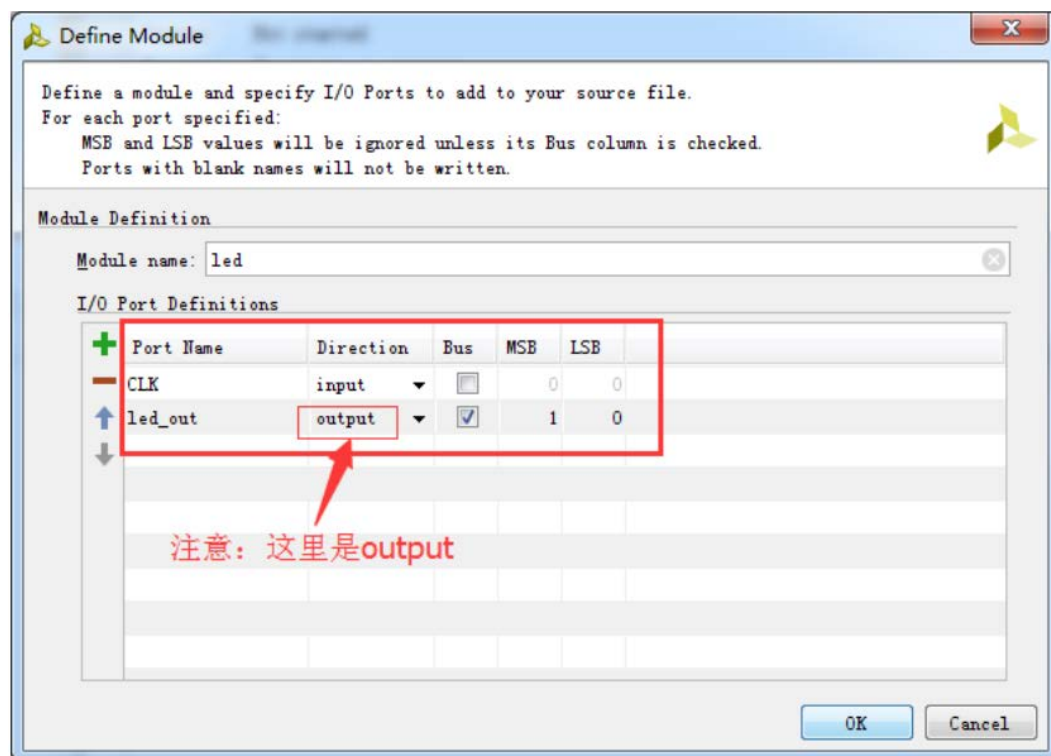 Define Module
Define a module and specify I/O Ports to add to your source file.
For each port specified:
MSB and LSB values will be ignored unless its Bus column is checked.
Ports with blank names will not be written.
Module Definition
Module name: led
I/O Port Definitions
Port Name Direction Bus MSB LSB
CLK input 0 0
led_out output 1 0
注意：这里是output
OK Cancel